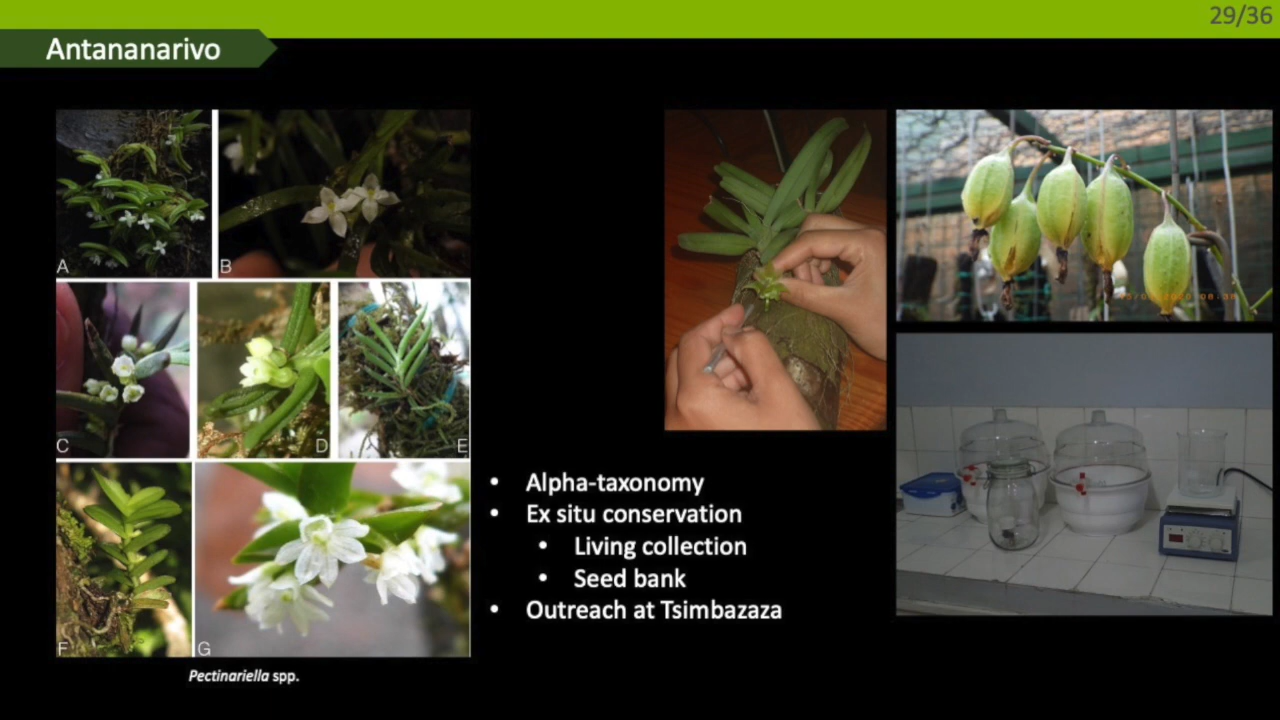 29/36
Antananarivo
A
B
C
D
E
F
G
Pectinariella spp.
• Alpha-taxonomy
• Ex situ conservation
• Living collection
• Seed bank
• Outreach at Tsimbazaza